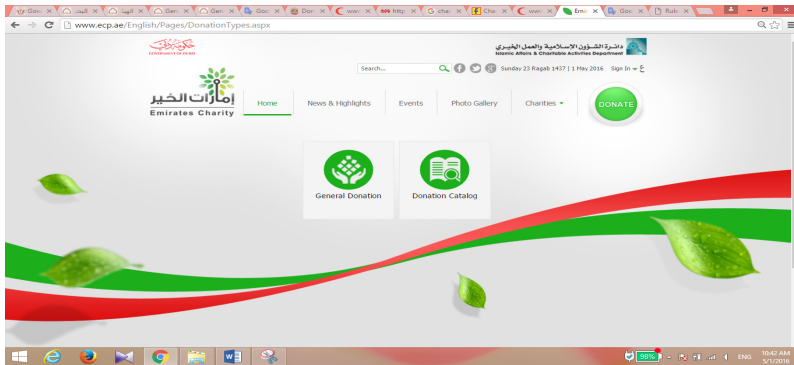 www.ecp.ae/English/Pages/DonationTypes.aspx
GOVERNMENT OF DUBAI
دائرة الشؤون الإسلامية والعمل الخيري
Islamic Affairs & Charitable Activities Department
Search...
Sunday 23 Ragab 1437 | 1 May 2016
Sign In
ع
إمارات الخير
Emirates Charity
Home
News & Highlights
Events
Photo Gallery
Charities
DONATE
General Donation
Donation Catalog
98%
ENG
10:42 AM
5/1/2016